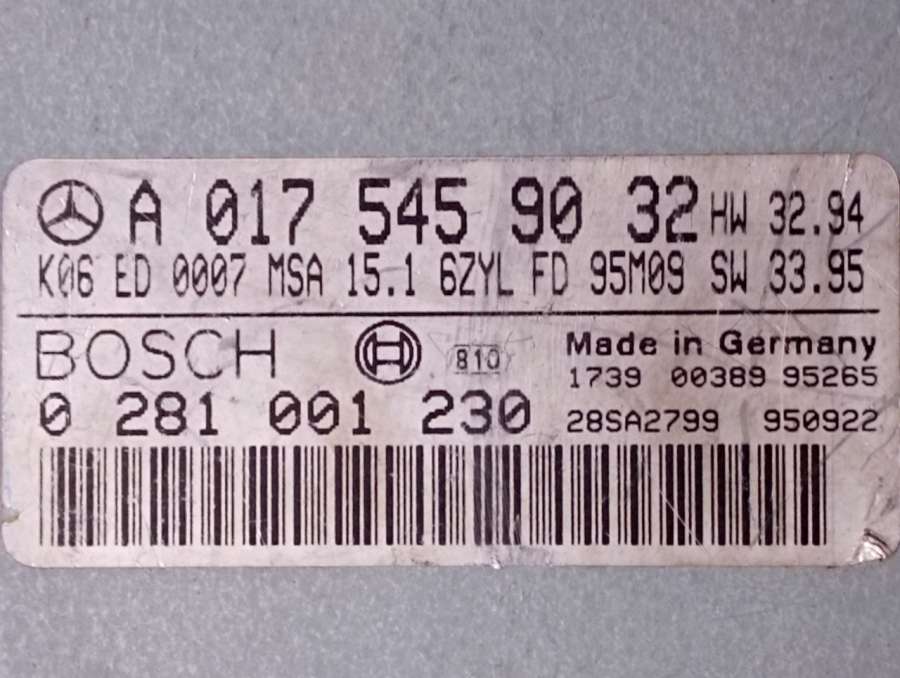 A 017 545 90 32 HW 32.94
K06 ED 0007 MSA 15.1 6ZYL FD 95M09 SW 33.95
BOSCH 810 Made in Germany
1739 00389 95265
0 281 001 230 28SA2799 950922